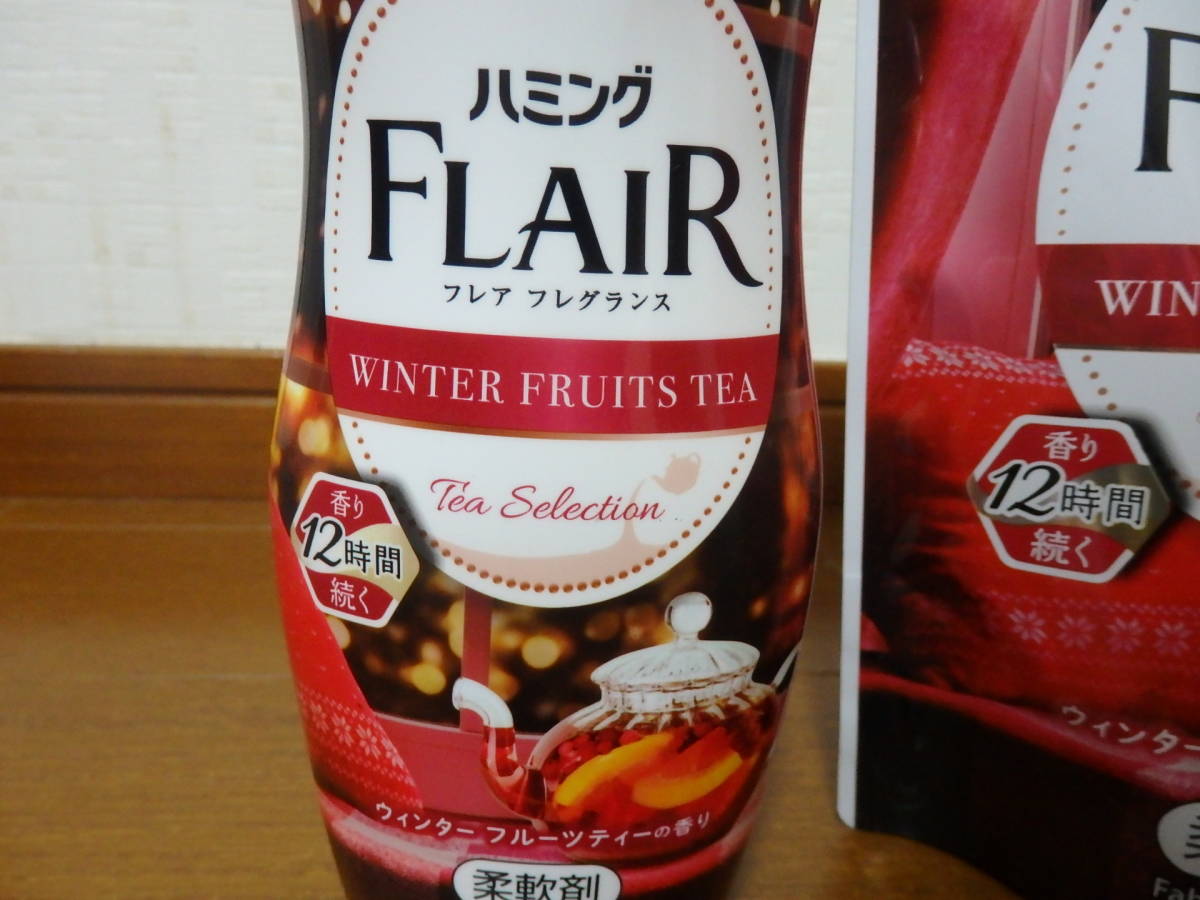 ハミング
FLAIR
フレア フレグランス
WINTER FRUITS TEA
Tea Selection
香り
12時間
続く
ウィンター フルーツティーの香り
柔軟剤
F
WIN
香り
12時間
続く
ウィンター
Fab